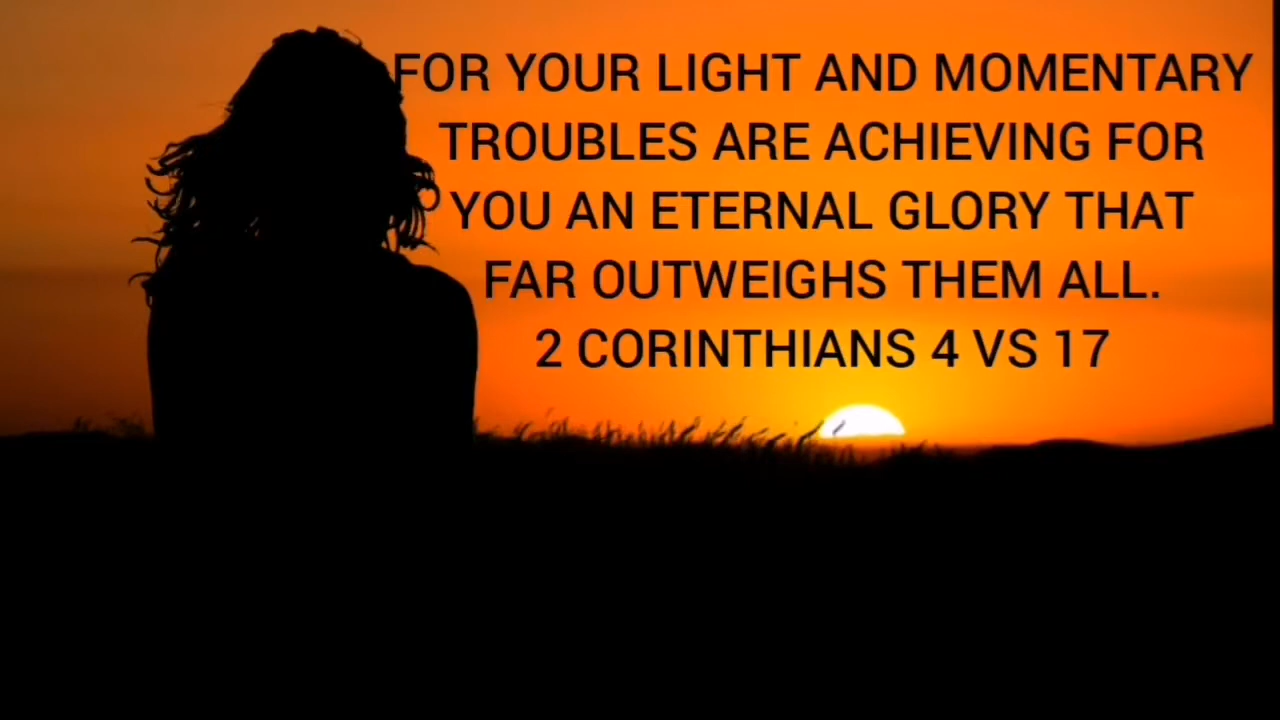 FOR YOUR LIGHT AND MOMENTARY
TROUBLES ARE ACHIEVING FOR
YOU AN ETERNAL GLORY THAT
FAR OUTWEIGHS THEM ALL.
2 CORINTHIANS 4 VS 17